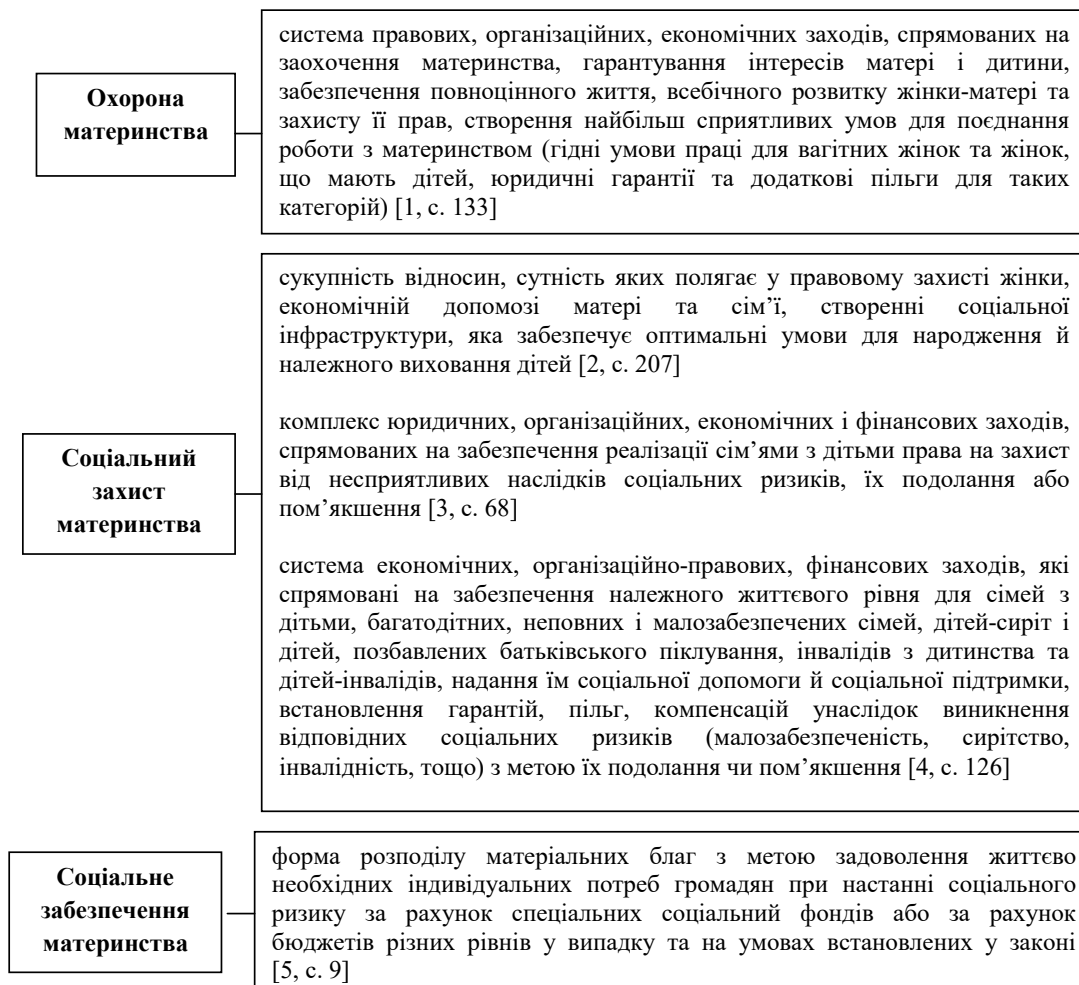 Охорона
материнства
система правових, організаційних, економічних заходів, спрямованих на
заохочення материнства, гарантування інтересів матері і дитини,
забезпечення повноцінного життя, всебічного розвитку жінки-матері та
захисту її прав, створення найбільш сприятливих умов для поєднання
роботи з материнством (гідні умови праці для вагітних жінок та жінок,
що мають дітей, юридичні гарантії та додаткові пільги для таких
категорій) [1, с. 133]
Соціальний
захист
материнства
сукупність відносин, сутність яких полягає у правовому захисті жінки,
економічній допомозі матері та сім’ї, створенні соціальної
інфраструктури, яка забезпечує оптимальні умови для народження й
належного виховання дітей [2, с. 207]
комплекс юридичних, організаційних, економічних і фінансових заходів,
спрямованих на забезпечення реалізації сім’ями з дітьми права на захист
від несприятливих наслідків соціальних ризиків, їх подолання або
пом’якшення [3, с. 68]
система економічних, організаційно-правових, фінансових заходів, які
спрямовані на забезпечення належного життєвого рівня для сімей з
дітьми, багатодітних, неповних і малозабезпечених сімей, дітей-сиріт і
дітей, позбавлених батьківського піклування, інвалідів з дитинства та
дітей-інвалідів, надання їм соціальної допомоги й соціальної підтримки,
встановлення гарантій, пільг, компенсацій унаслідок виникнення
відповідних соціальних ризиків (малозабезпеченість, сирітство,
інвалідність, тощо) з метою їх подолання чи пом’якшення [4, с. 126]
Соціальне
забезпечення
материнства
форма розподілу матеріальних благ з метою задоволення життєво
необхідних індивідуальних потреб громадян при настанні соціального
ризику за рахунок спеціальних соціальний фондів або за рахунок
бюджетів різних рівнів у випадку та на умовах встановлених у законі
[5, с. 9]